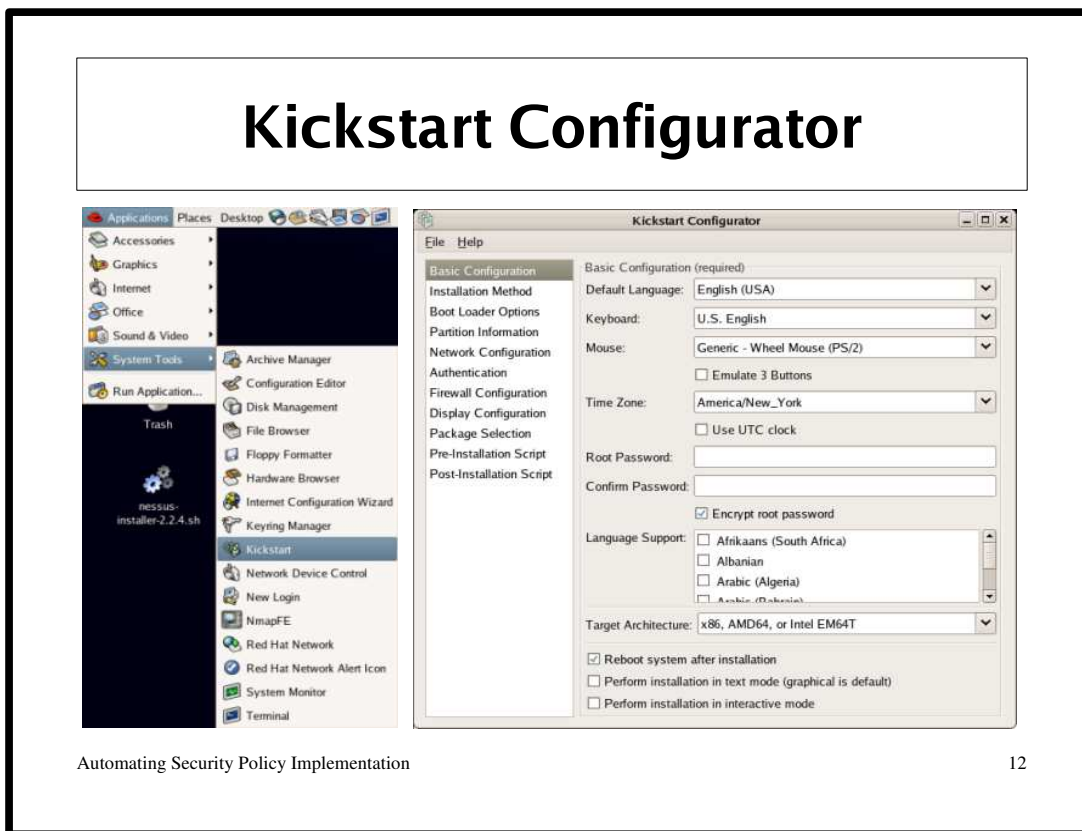 Kickstart Configurator
Applications Places Desktop
Accessories
Graphics
Internet
Office
Sound & Video
System Tools
Run Application...
Trash
nessus-
installer-2.2.4.sh
Archive Manager
Configuration Editor
Disk Management
File Browser
Floppy Formatter
Hardware Browser
Internet Configuration Wizard
Keyring Manager
Kickstart
Network Device Control
New Login
NmapFE
Red Hat Network
Red Hat Network Alert Icon
System Monitor
Terminal
Kickstart Configurator
File Help
Basic Configuration
Installation Method
Boot Loader Options
Partition Information
Network Configuration
Authentication
Firewall Configuration
Display Configuration
Package Selection
Pre-Installation Script
Post-Installation Script
Basic Configuration (required)
Default Language: English (USA)
Keyboard: U.S. English
Mouse: Generic - Wheel Mouse (PS/2)
Emulate 3 Buttons
Time Zone: America/New_York
Use UTC clock
Root Password:
Confirm Password:
Encrypt root password
Language Support: Afrikaans (South Africa)
Albanian
Arabic (Algeria)
Arabic (Bahrain)
Target Architecture: x86, AMD64, or Intel EM64T
Reboot system after installation
Perform installation in text mode (graphical is default)
Perform installation in interactive mode
Automating Security Policy Implementation 12